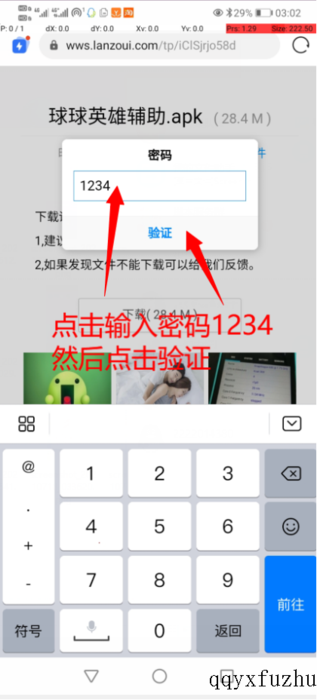 29% 03:02
P: 0 / 1 dX: 0.0 dY: 0.0 Xv: 0.0 Yv: 0.0 Prs: 1.29 Size: 222.50
wws.lanzoui.com/tp/iClSjrjo58d
球球英雄辅助.apk ( 28.4 M )
密码
件
1234
下载
验证
1,建议
2,如果发现文件不能下载可以给我们反馈。
下载( 28.4 M )
点击输入密码1234
然后点击验证
@ 1 2 3
. 4 5 6
+ 7 8 9 前往
-
符号 0 返回
qqyxfuzhu